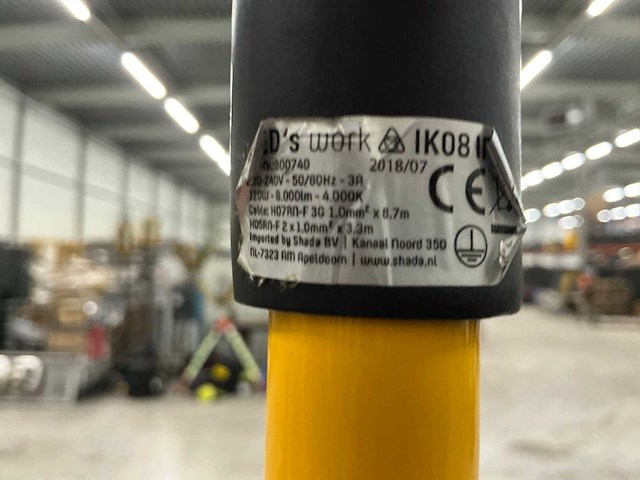 :D's work IK08
300740 2018/07
220-240V - 50/60Hz - 3A
120W - 8.000lm - 4.000K
Cable: H07RN-F 3G 1.0mm² x 6,7m
H05RN-F 2 x 1.0mm² x 3,3m
Imported by Shada BV | Kanaal Noord 350
NL-7323 AM Apeldoorn | www.shada.nl
CE